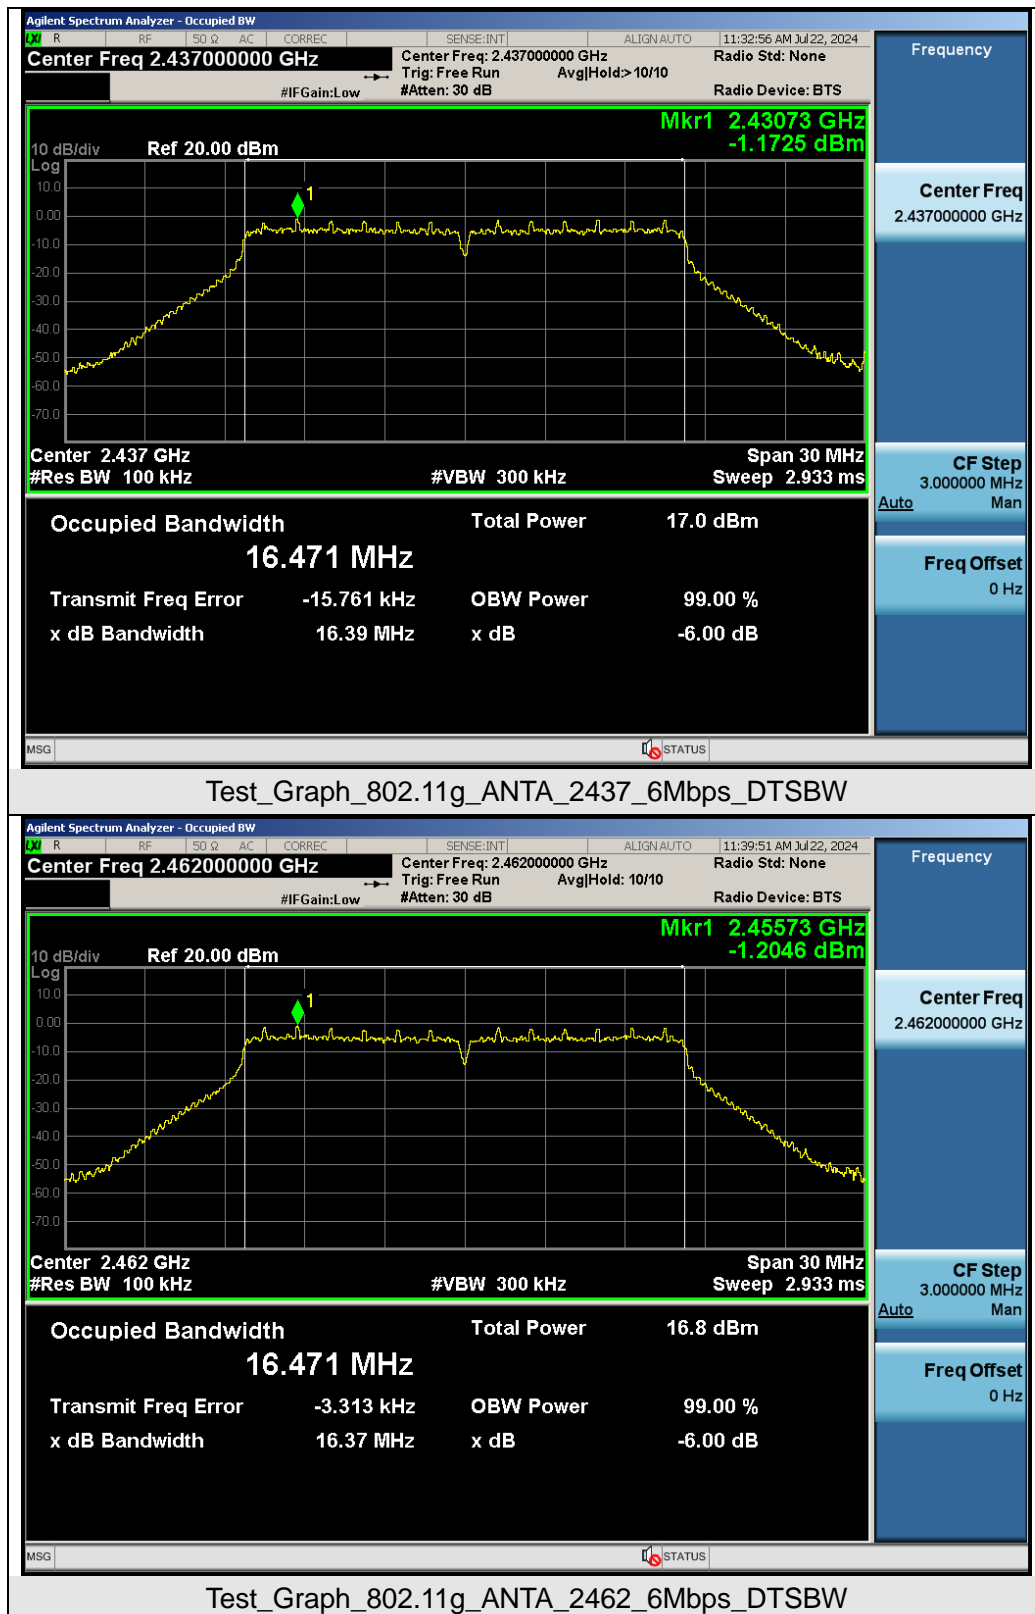 Agilent Spectrum Analyzer - Occupied BW
LXI R RF 50 Ω AC CORREC SENSE:INT ALIGN AUTO 11:32:56 AM Jul 22, 2024
Center Freq 2.437000000 GHz
Center Freq: 2.437000000 GHz Radio Std: None
Trig: Free Run Avg|Hold:> 10/10
#IFGain:Low #Atten: 30 dB Radio Device: BTS
Frequency
Mkr1 2.43073 GHz
-1.1725 dBm
10 dB/div Ref 20.00 dBm
Log
10.0
0.00
-10.0
-20.0
-30.0
-40.0
-50.0
-60.0
-70.0
1
Center 2.437 GHz Span 30 MHz
#Res BW 100 kHz #VBW 300 kHz Sweep 2.933 ms
Center Freq
2.437000000 GHz
CF Step
3.000000 MHz
Auto Man
Freq Offset
0 Hz
Occupied Bandwidth Total Power 17.0 dBm
16.471 MHz
Transmit Freq Error -15.761 kHz OBW Power 99.00 %
x dB Bandwidth 16.39 MHz x dB -6.00 dB
MSG STATUS
Test_Graph_802.11g_ANTA_2437_6Mbps_DTSBW
Agilent Spectrum Analyzer - Occupied BW
LXI R RF 50 Ω AC CORREC SENSE:INT ALIGN AUTO 11:39:51 AM Jul 22, 2024
Center Freq 2.462000000 GHz
Center Freq: 2.462000000 GHz Radio Std: None
Trig: Free Run Avg|Hold: 10/10
#IFGain:Low #Atten: 30 dB Radio Device: BTS
Frequency
Mkr1 2.45573 GHz
-1.2046 dBm
10 dB/div Ref 20.00 dBm
Log
10.0
0.00
-10.0
-20.0
-30.0
-40.0
-50.0
-60.0
-70.0
1
Center 2.462 GHz Span 30 MHz
#Res BW 100 kHz #VBW 300 kHz Sweep 2.933 ms
Center Freq
2.462000000 GHz
CF Step
3.000000 MHz
Auto Man
Freq Offset
0 Hz
Occupied Bandwidth Total Power 16.8 dBm
16.471 MHz
Transmit Freq Error -3.313 kHz OBW Power 99.00 %
x dB Bandwidth 16.37 MHz x dB -6.00 dB
MSG STATUS
Test_Graph_802.11g_ANTA_2462_6Mbps_DTSBW